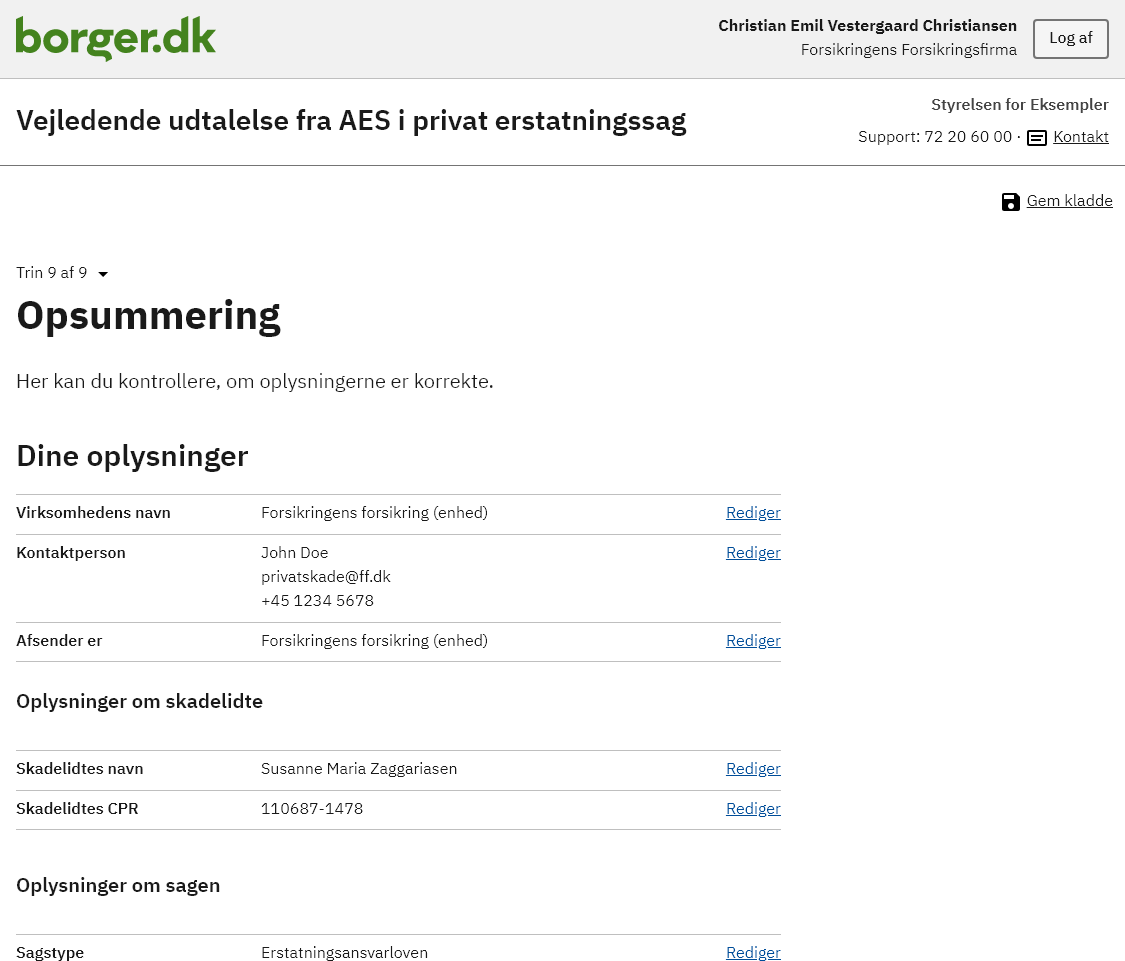 borger.dk
Christian Emil Vestergaard Christiansen
Forsikringens Forsikringsfirma
Log af
Vejledende udtalelse fra AES i privat erstatningssag
Styrelsen for Eksempler
Support: 72 20 60 00 · Kontakt
Gem kladde
Trin 9 af 9
Opsummering
Her kan du kontrollere, om oplysningerne er korrekte.
Dine oplysninger
Virksomhedens navn Forsikringens forsikring (enhed) Rediger
Kontaktperson John Doe Rediger
privatskade@ff.dk
+45 1234 5678
Afsender er Forsikringens forsikring (enhed) Rediger
Oplysninger om skadelidte
Skadelidtes navn Susanne Maria Zaggariasen Rediger
Skadelidtes CPR 110687-1478 Rediger
Oplysninger om sagen
Sagstype Erstatningsansvarloven Rediger